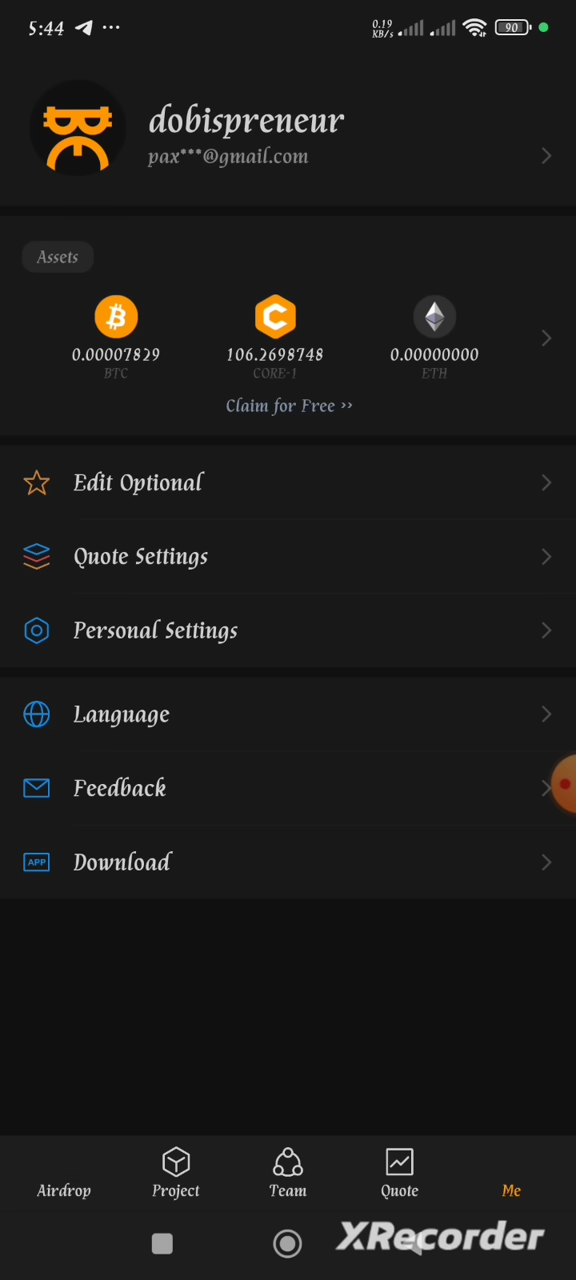 5:44 ...
0.19
KB/s
90
dobispreneur
pax***@gmail.com
Assets
0.00007829 106.2698748 0.00000000
BTC CORE-1 ETH
Claim for Free >>
Edit Optional
Quote Settings
Personal Settings
Language
Feedback
APP Download
Airdrop Project Team Quote Me
XRecorder